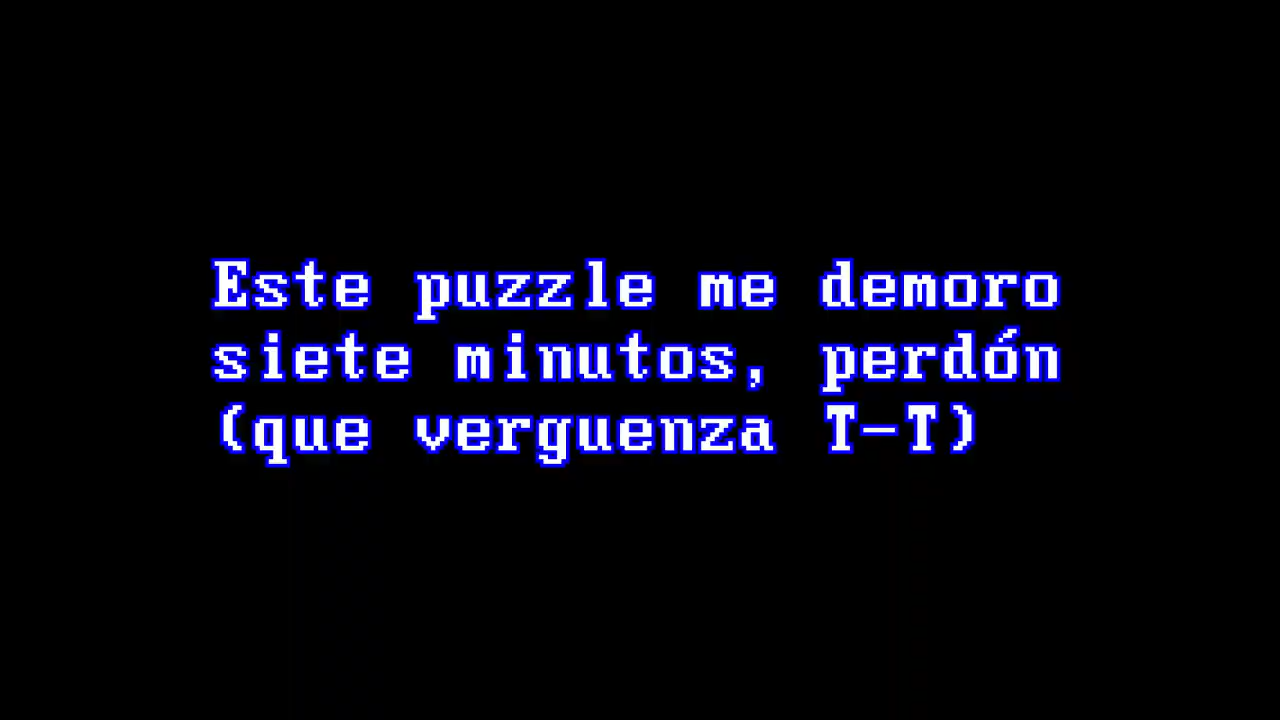 Este puzzle me demoro
siete minutos, perdón
(que verguenza T-T)